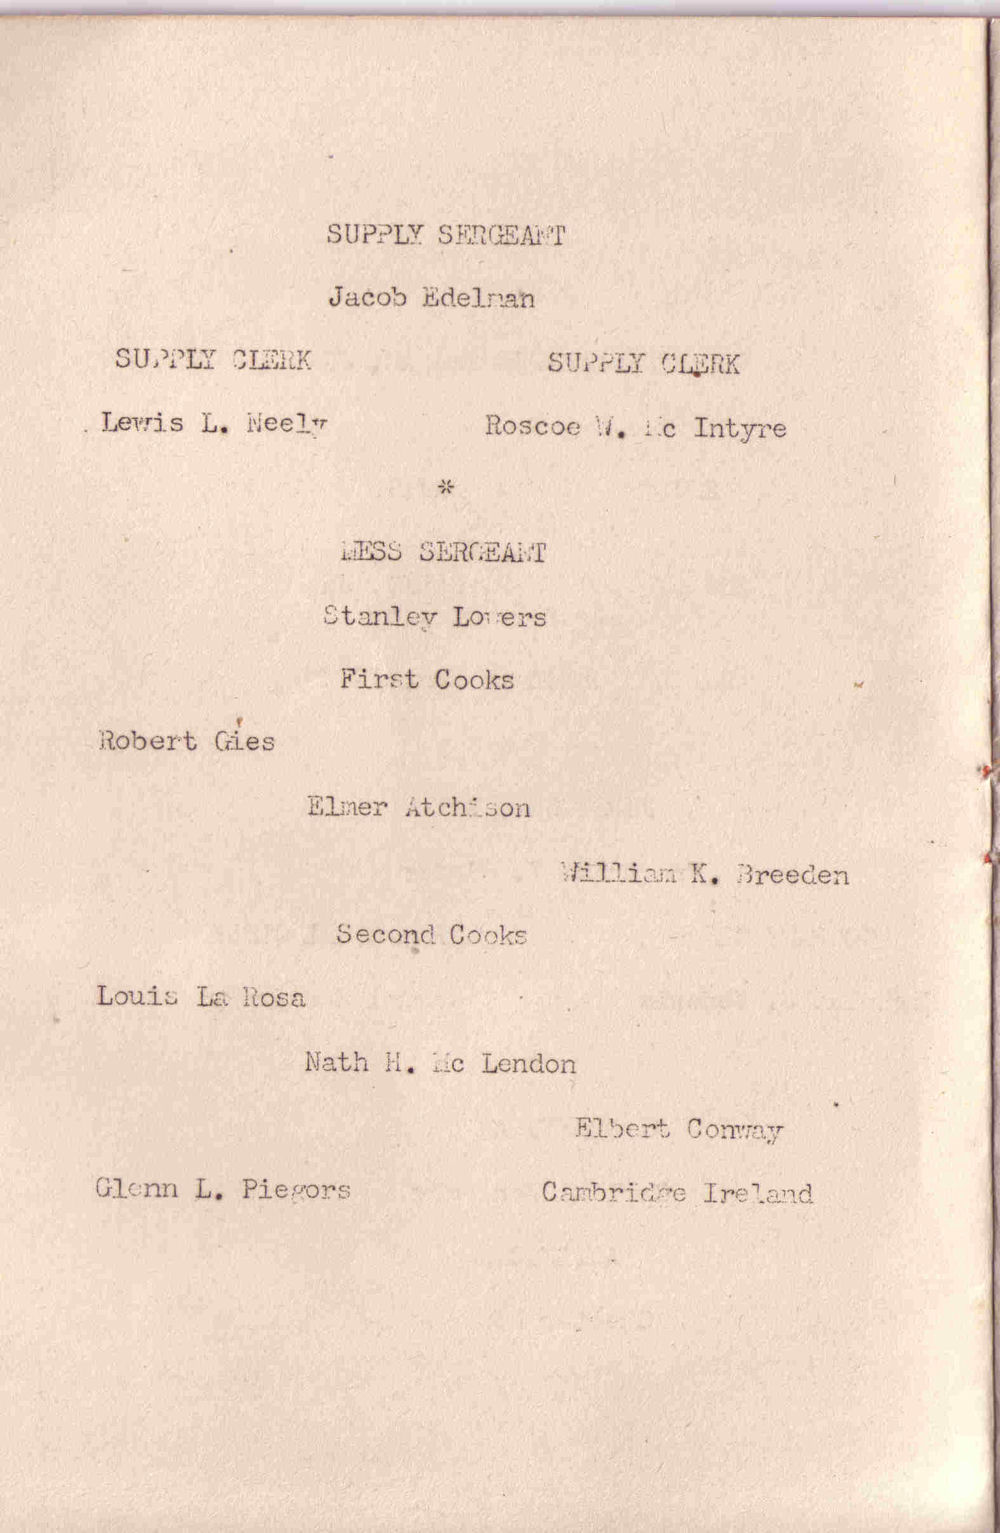 SUPPLY SERGEANT
Jacob Edelman
SUPPLY CLERK SUPPLY CLERK
Lewis L. Neely Roscoe W. Mc Intyre
*
MESS SERGEANT
Stanley Lowers
First Cooks
Robert Gies
Elmer Atchison
William K. Breeden
Second Cooks
Louis La Rosa
Nath H. Mc Lendon
Elbert Conway
Glenn L. Piegors Cambridge Ireland